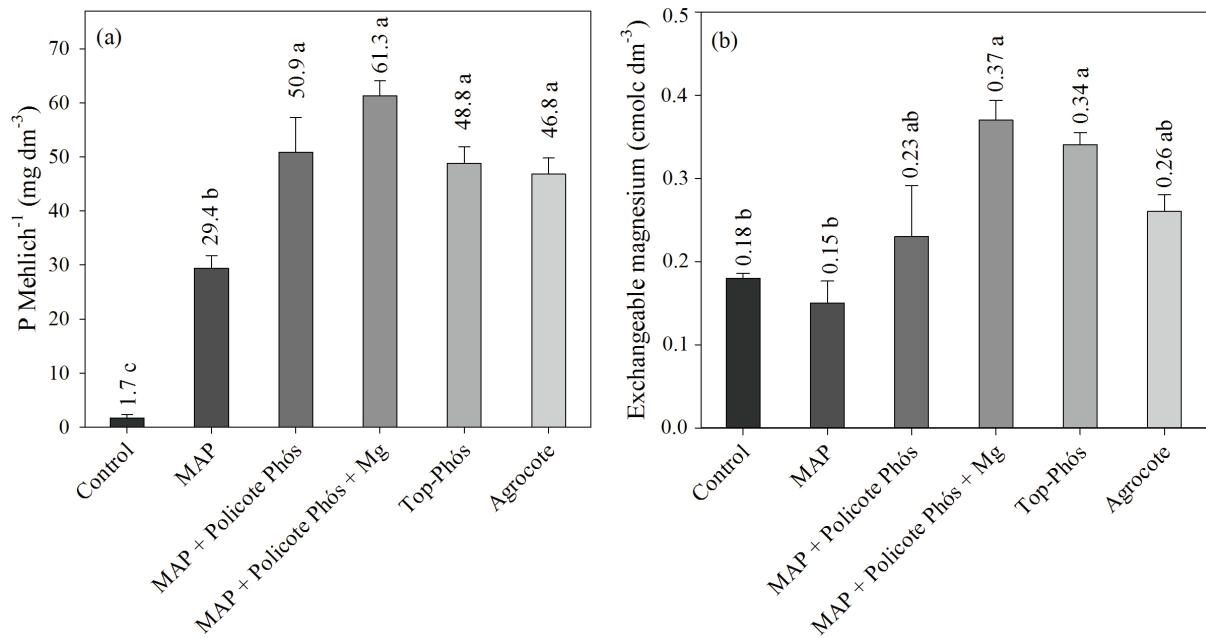 (a)
P Mehlich⁻¹ (mg dm⁻³)
70
60
50
40
30
20
10
0
1.7 c
29.4 b
50.9 a
61.3 a
48.8 a
46.8 a
Control
MAP
MAP + Policote Phós
MAP + Policote Phós + Mg
Top-Phós
Agrocote
(b)
Exchangeable magnesium (cmolc dm⁻³)
0.5
0.4
0.3
0.2
0.1
0.0
0.18 b
0.15 b
0.23 ab
0.37 a
0.34 a
0.26 ab
Control
MAP
MAP + Policote Phós
MAP + Policote Phós + Mg
Top-Phós
Agrocote